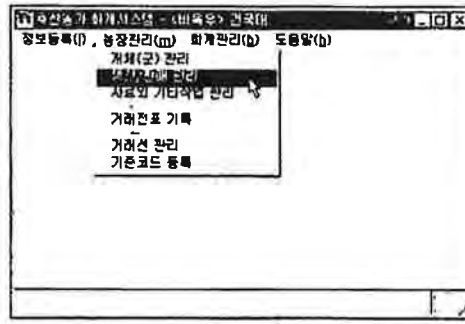 축산농가 회계시스템 - <비육우> 건국대
정보등록(i) , 농장관리(m) 회계관리(b) 도움말(h)
개체(군) 관리
관리
사료외 기타작업 관리
거래전표 기록
거래선 관리
기준코드 등록